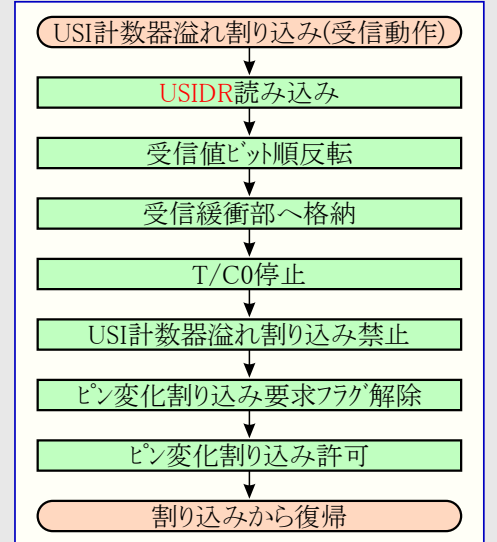 USI計数器溢れ割り込み(受信動作)
USIDR読み込み
受信値ﾋﾞｯﾄ順反転
受信緩衝部へ格納
T/C0停止
USI計数器溢れ割り込み禁止
ﾋﾟﾝ変化割り込み要求ﾌﾗｸﾞ解除
ﾋﾟﾝ変化割り込み許可
割り込みから復帰